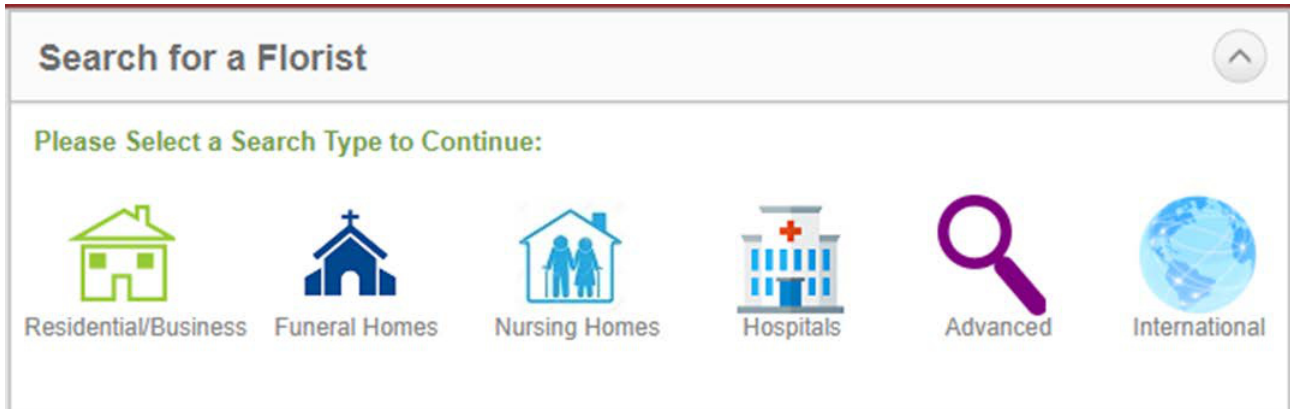 Search for a Florist
Please Select a Search Type to Continue:
Residential/Business Funeral Homes Nursing Homes Hospitals Advanced International